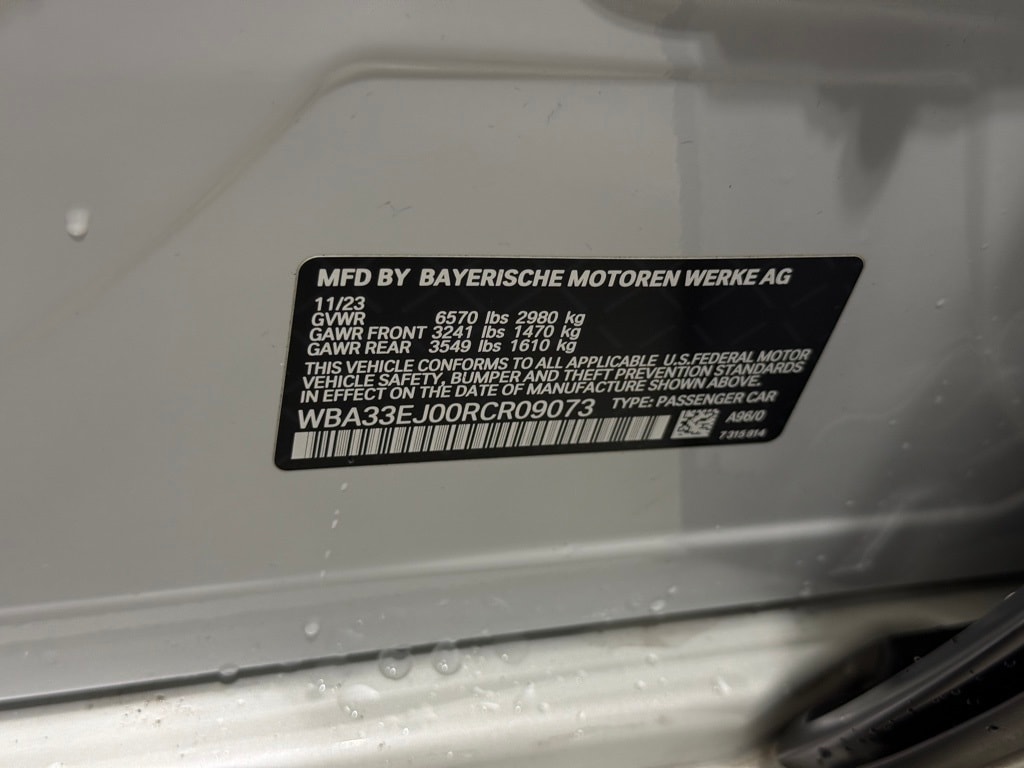 MFD BY BAYERISCHE MOTOREN WERKE AG
11/23
GVWR 6570 lbs 2980 kg
GAWR FRONT 3241 lbs 1470 kg
GAWR REAR 3549 lbs 1610 kg
THIS VEHICLE CONFORMS TO ALL APPLICABLE U.S.FEDERAL MOTOR
VEHICLE SAFETY, BUMPER AND THEFT PREVENTION STANDARDS
IN EFFECT ON THE DATE OF MANUFACTURE SHOWN ABOVE.
WBA33EJ00RCR09073 TYPE: PASSENGER CAR
A96/0
7315814